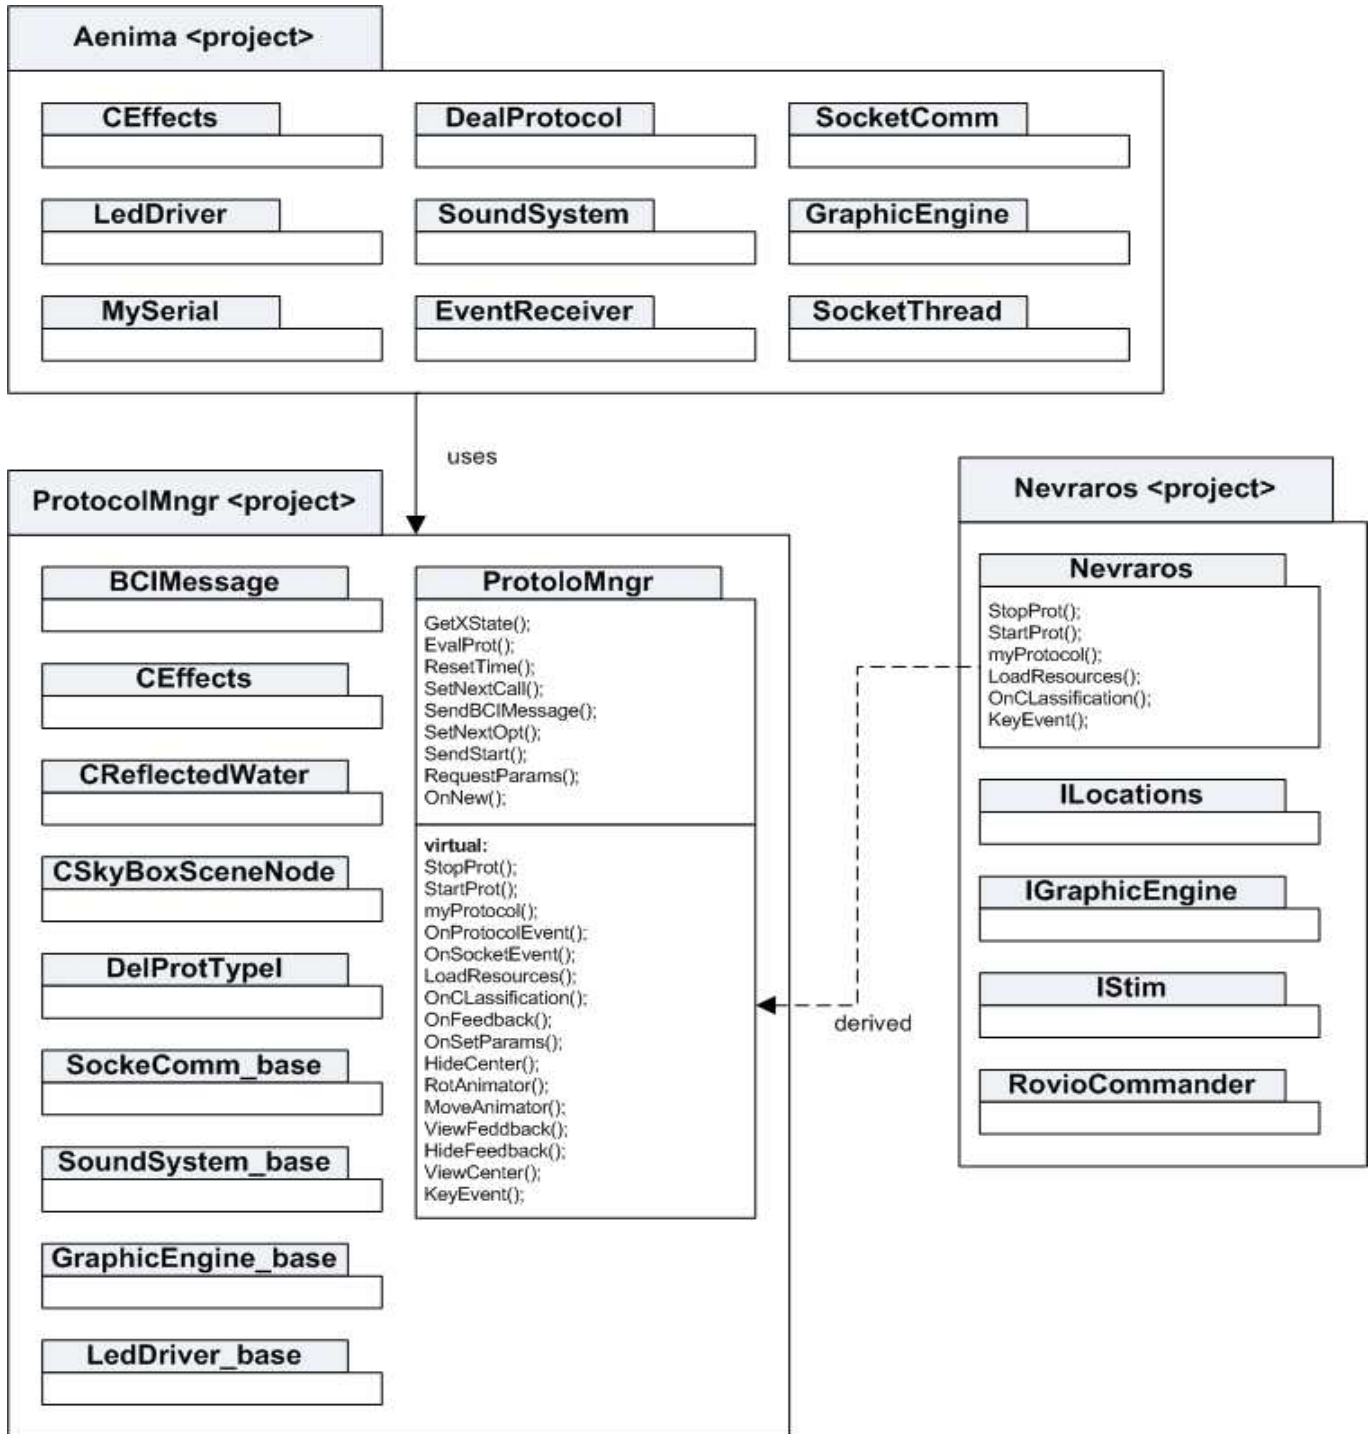 Aenima <project>
CEffects
DealProtocol
SocketComm
LedDriver
SoundSystem
GraphicEngine
MySerial
EventReceiver
SocketThread
uses
ProtocolMngr <project>
BCIMessage
CEffects
CReflectedWater
CSkyBoxSceneNode
DelProtTypeI
SockeComm_base
SoundSystem_base
GraphicEngine_base
LedDriver_base
ProtoloMngr
GetXState();
EvalProt();
ResetTime();
SetNextCall();
SendBCIMessage();
SetNextOpt();
SendStart();
RequestParams();
OnNew();
virtual:
StopProt();
StartProt();
myProtocol();
OnProtocolEvent();
OnSocketEvent();
LoadResources();
OnCLassification();
OnFeedback();
OnSetParams();
HideCenter();
RotAnimator();
MoveAnimator();
ViewFeddback();
HideFeedback();
ViewCenter();
KeyEvent();
derived
Nevraros <project>
Nevraros
StopProt();
StartProt();
myProtocol();
LoadResources();
OnCLassification();
KeyEvent();
ILocations
IGraphicEngine
IStim
RovioCommander